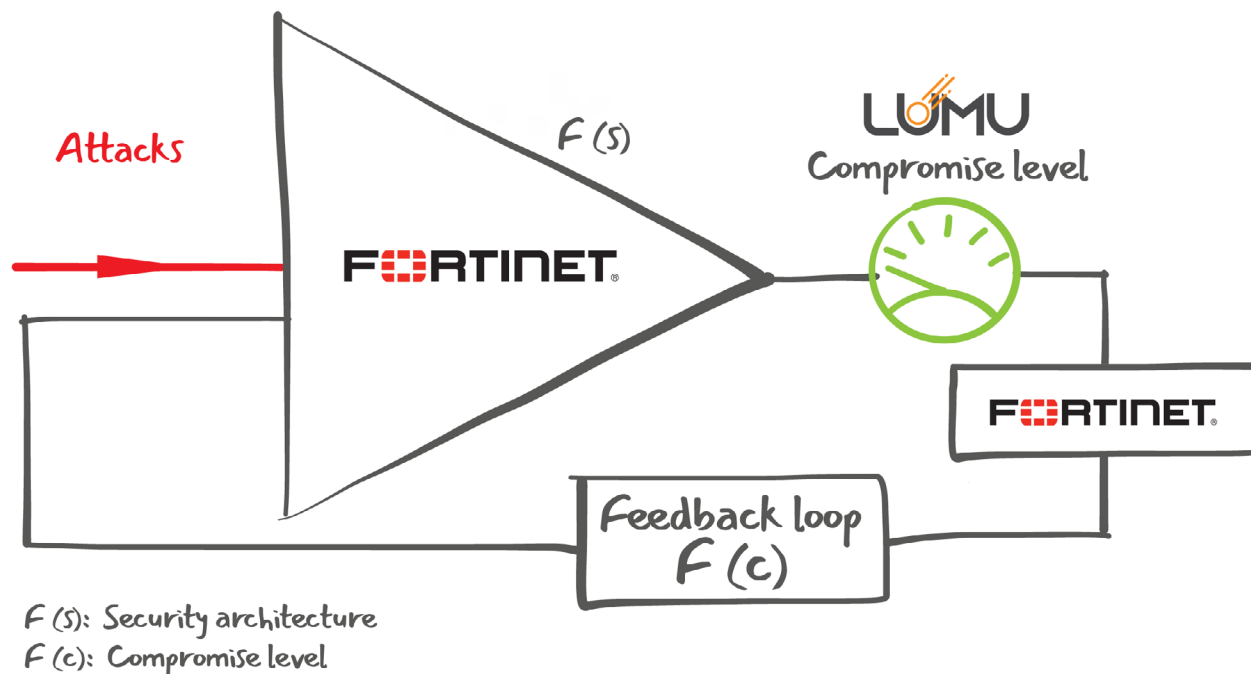 Attacks
F (S)
LUMU
Compromise level
FORTINET®
FORTINET®
Feedback loop
F (c)
F (S): Security architecture
F (c): Compromise level